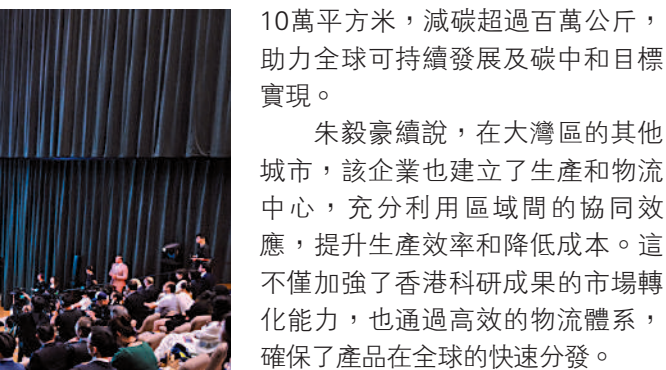 10萬平方米，減碳超過百萬公斤，
助力全球可持續發展及碳中和目標
實現。
朱毅豪續說，在大灣區的其他
城市，該企業也建立了生產和物流
中心，充分利用區域間的協同效
應，提升生產效率和降低成本。這
不僅加強了香港科研成果的市場轉
化能力，也通過高效的物流體系，
確保了產品在全球的快速分發。